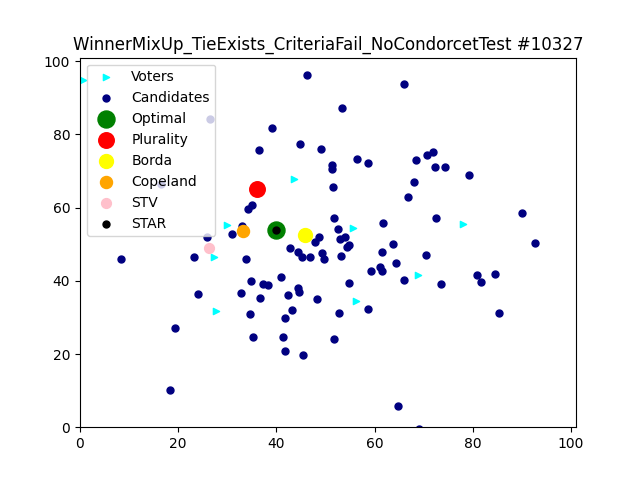 WinnerMixUp_TieExists_CriteriaFail_NoCondorcetTest #10327
100
80
60
40
20
0
Voters
Candidates
Optimal
Plurality
Borda
Copeland
STV
STAR
0 20 40 60 80 100